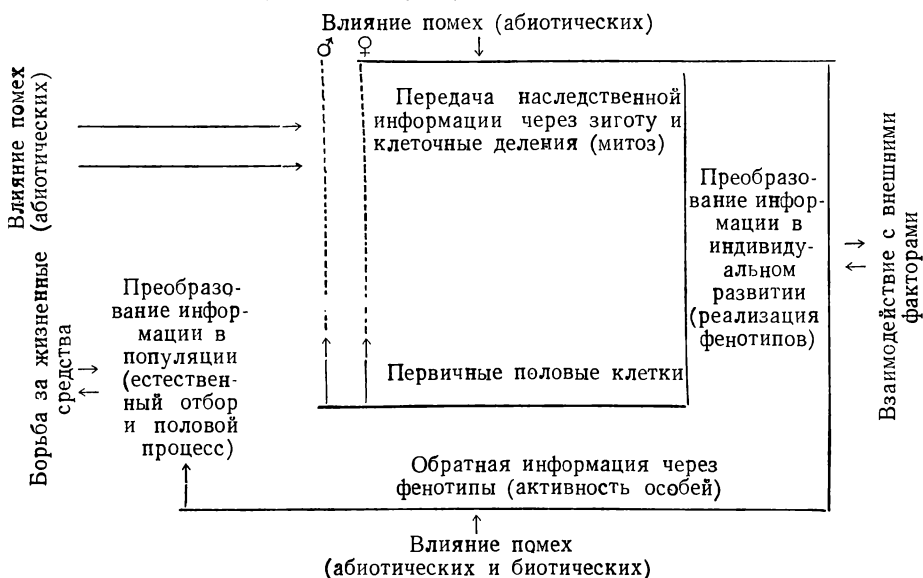 Влияние помех (абиотических)
♂ ♀
Влияние помех
(абиотических)
Передача наследственной
информации через зиготу и
клеточные деления (митоз)
Преобразо-
вание инфор-
мации в
индивиду-
альном
развитии
(реализация
фенотипов)
Взаимодействие с внешними
факторами
Борьба за жизненные
средства
Преобразо-
вание инфор-
мации в
популяции
(естествен-
ный отбор
и половой
процесс)
Первичные половые клетки
Обратная информация через
фенотипы (активность особей)
Влияние помех
(абиотических и биотических)